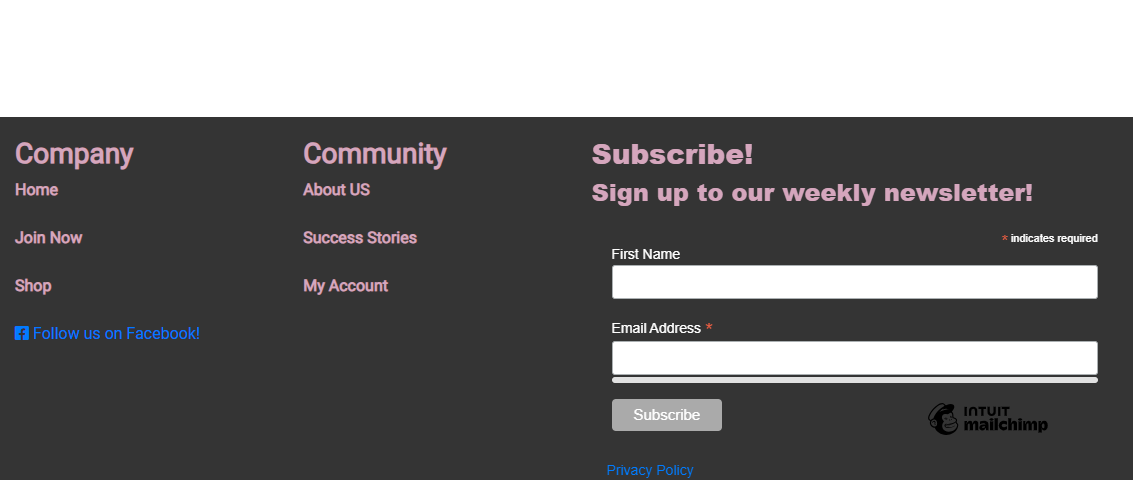 Company
Home
Join Now
Shop
Follow us on Facebook!
Community
About US
Success Stories
My Account
Subscribe!
Sign up to our weekly newsletter!
* indicates required
First Name
Email Address *
Subscribe
INTUIT
mailchimp
Privacy Policy